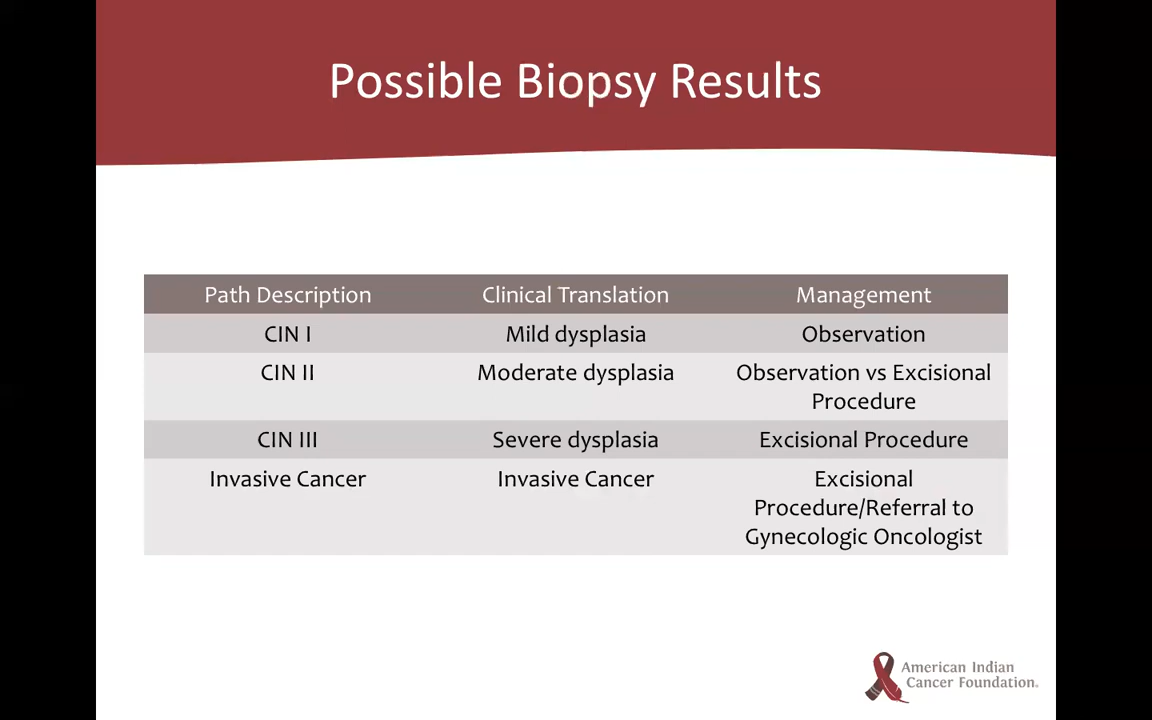 Possible Biopsy Results
Path Description Clinical Translation Management
CIN I Mild dysplasia Observation
CIN II Moderate dysplasia Observation vs Excisional
Procedure
CIN III Severe dysplasia Excisional Procedure
Invasive Cancer Invasive Cancer Excisional
Procedure/Referral to
Gynecologic Oncologist
American Indian
Cancer Foundation.